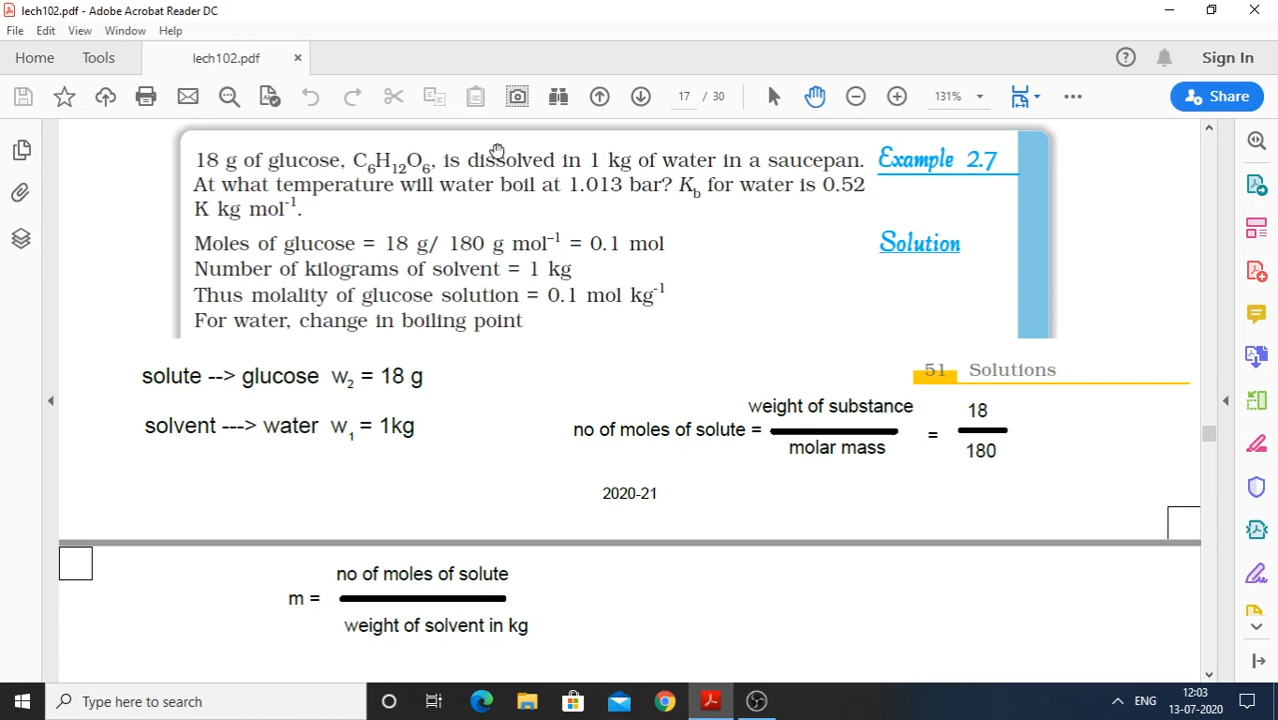 lech102.pdf - Adobe Acrobat Reader DC
File Edit View Window Help
Home Tools lech102.pdf × Sign In
17 / 30 131% Share
18 g of glucose, C₆H₁₂O₆, is dissolved in 1 kg of water in a saucepan. Example 2.7
At what temperature will water boil at 1.013 bar? K_b for water is 0.52
K kg mol⁻¹.
Moles of glucose = 18 g/ 180 g mol⁻¹ = 0.1 mol Solution
Number of kilograms of solvent = 1 kg
Thus molality of glucose solution = 0.1 mol kg⁻¹
For water, change in boiling point
51 Solutions
solute --> glucose w₂ = 18 g
solvent ---> water w₁ = 1kg
no of moles of solute = weight of substance / molar mass = 18 / 180
2020-21
m = no of moles of solute / weight of solvent in kg
Type here to search
ENG 12:03
13-07-2020